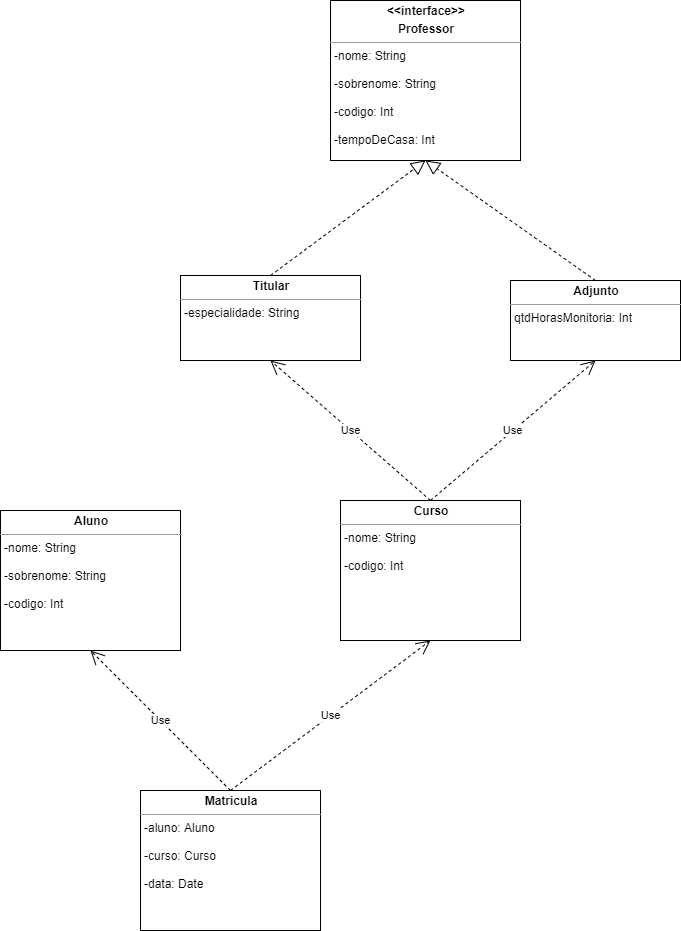 <<interface>>
Professor
-nome: String
-sobrenome: String
-codigo: Int
-tempoDeCasa: Int
Titular
-especialidade: String
Adjunto
qtdHorasMonitoria: Int
Use
Use
Aluno
-nome: String
-sobrenome: String
-codigo: Int
Curso
-nome: String
-codigo: Int
Use
Use
Matricula
-aluno: Aluno
-curso: Curso
-data: Date